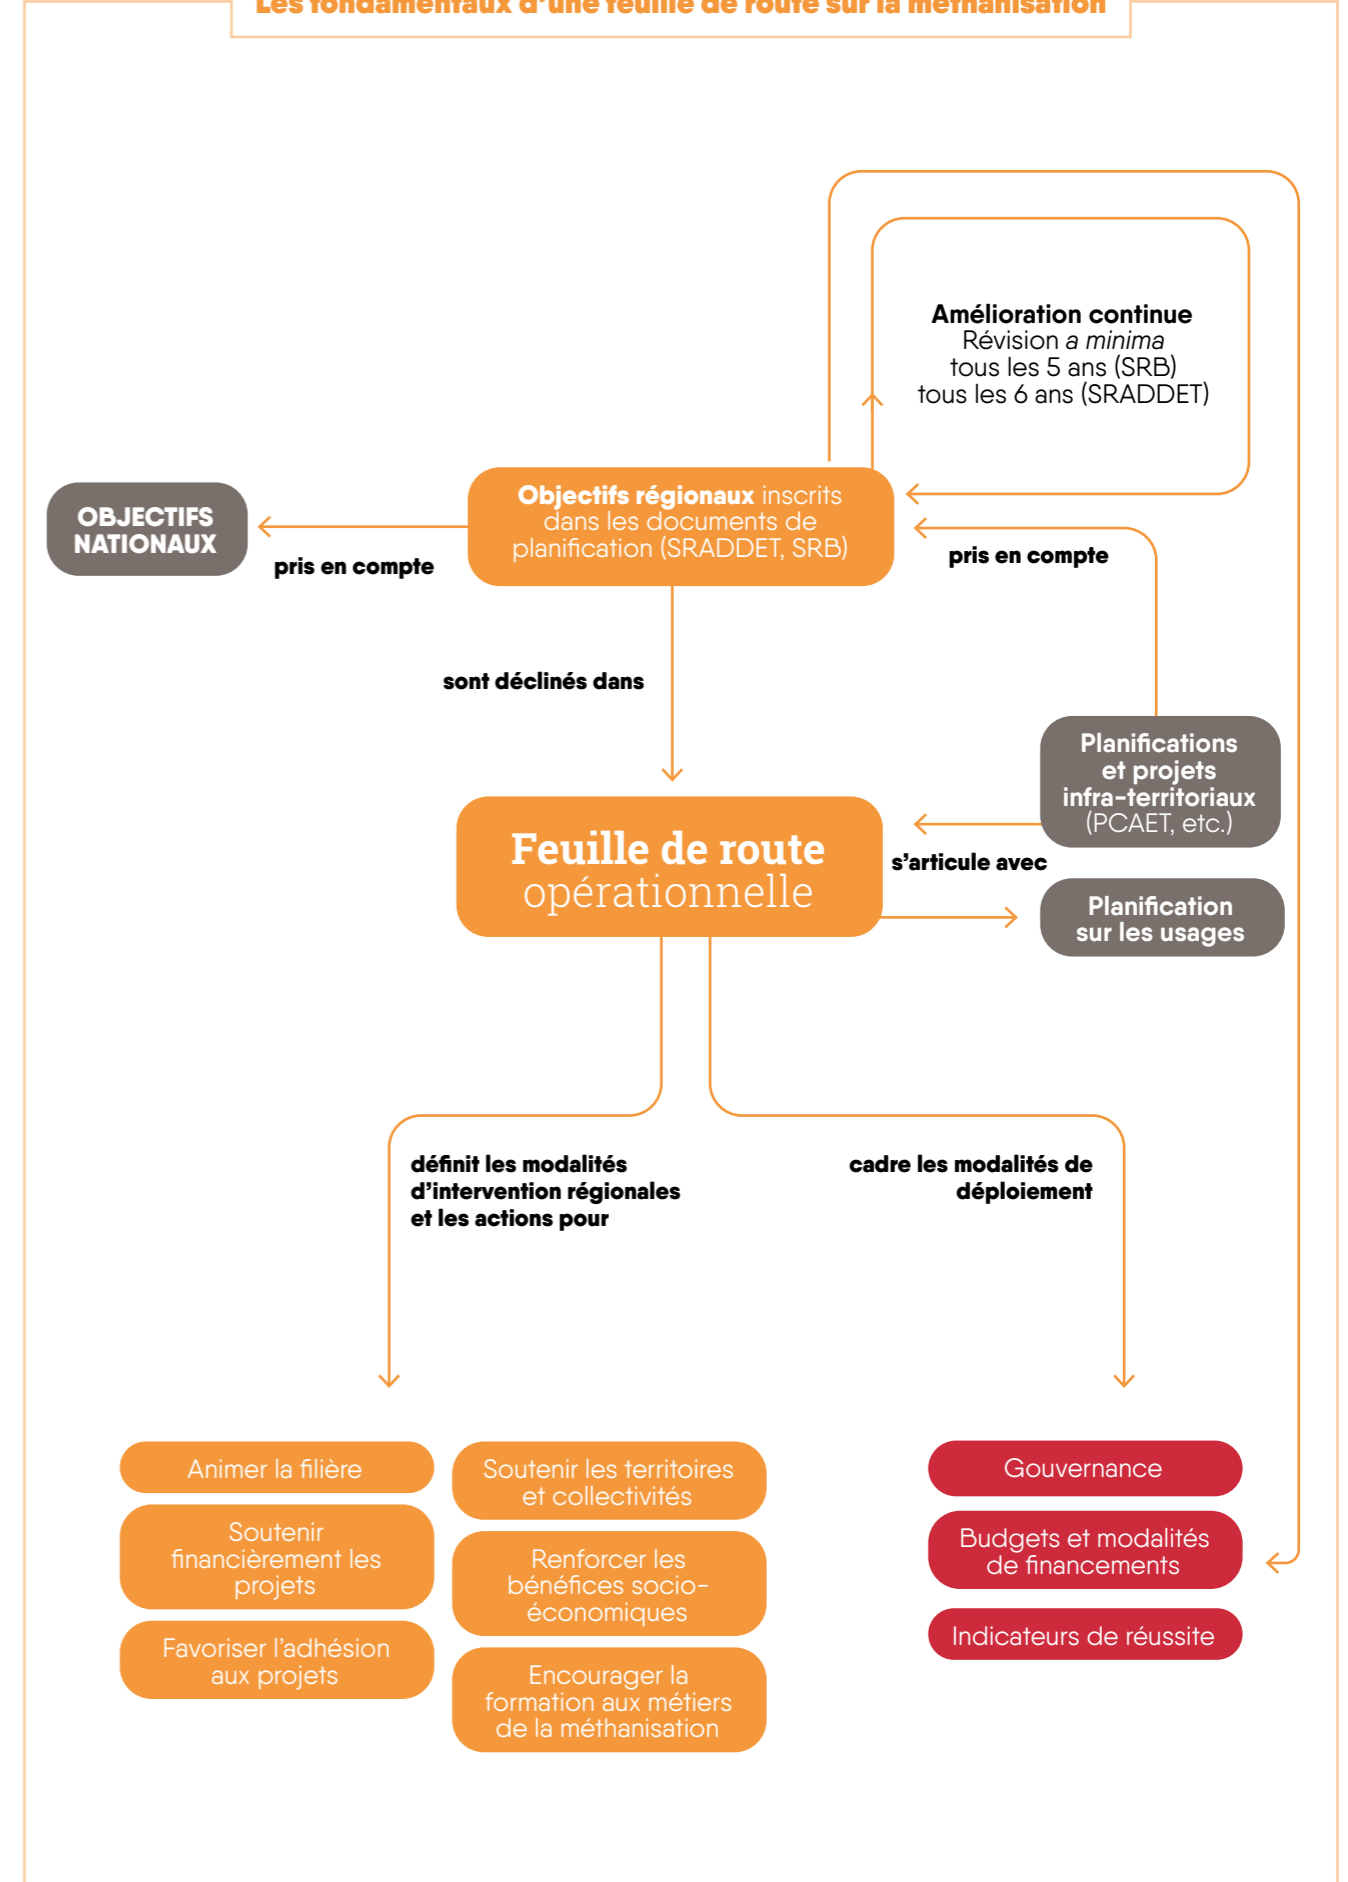 Les fondamentaux d'une feuille de route sur la méthanisation
Amélioration continue
Révision a minima
tous les 5 ans (SRB)
tous les 6 ans (SRADDET)
OBJECTIFS
NATIONAUX
pris en compte
Objectifs régionaux inscrits
dans les documents de
planification (SRADDET, SRB)
pris en compte
sont déclinés dans
Planifications
et projets
infra-territoriaux
(PCAET, etc.)
Feuille de route
opérationnelle
s'articule avec
Planification
sur les usages
définit les modalités
d'intervention régionales
et les actions pour
cadre les modalités de
déploiement
Animer la filière
Soutenir
financièrement les
projets
Favoriser l'adhésion
aux projets
Soutenir les territoires
et collectivités
Renforcer les
bénéfices socio-
économiques
Encourager la
formation aux métiers
de la méthanisation
Gouvernance
Budgets et modalités
de financements
Indicateurs de réussite